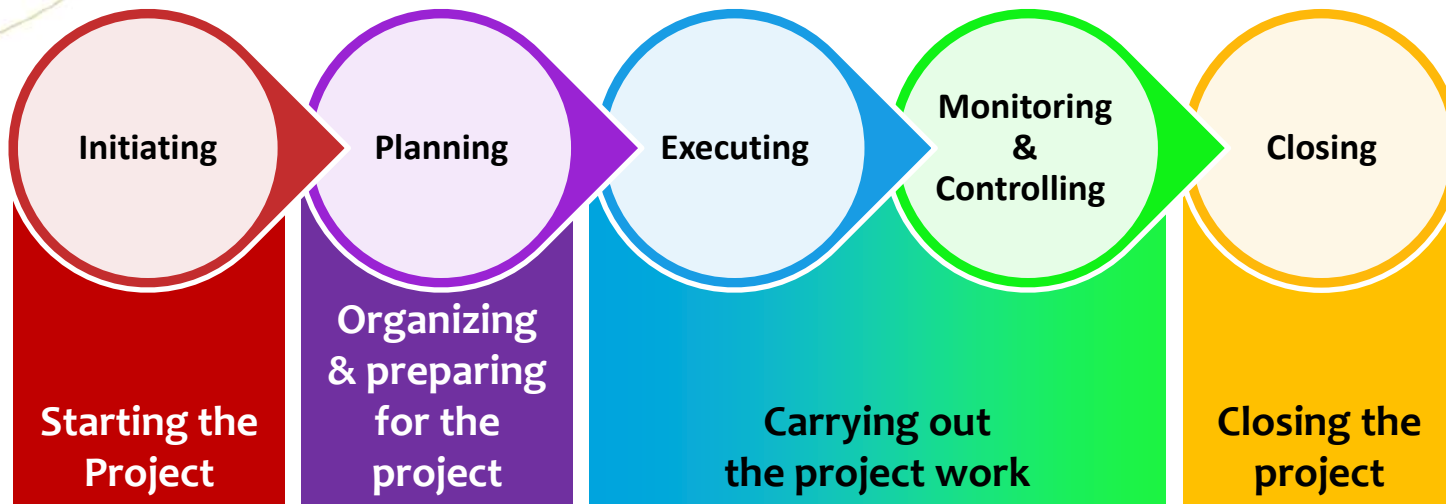 Initiating
Planning
Executing
Monitoring
&
Controlling
Closing
Starting the
Project
Organizing
& preparing
for the
project
Carrying out
the project work
Closing the
project